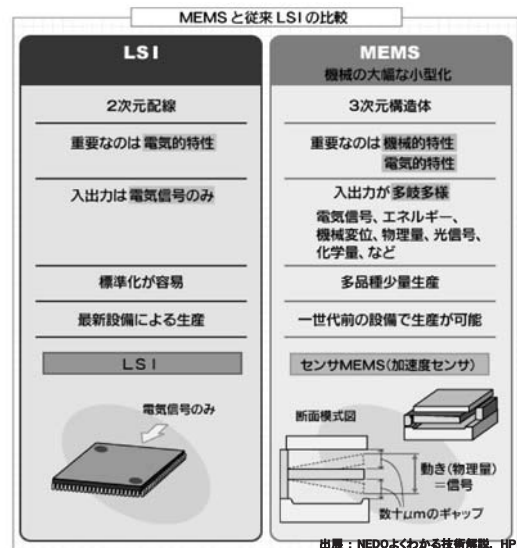 MEMSと従来LSIの比較
LSI
2次元配線
重要なのは 電気的特性
入出力は 電気信号のみ
標準化が容易
最新設備による生産
LSI
電気信号のみ
MEMS
機械の大幅な小型化
3次元構造体
重要なのは 機械的特性
電気的特性
入出力が 多岐多様
電気信号、エネルギー、
機械変位、物理量、光信号、
化学量、など
多品種少量生産
一世代前の設備で生産が可能
センサMEMS(加速度センサ)
断面模式図
動き(物理量)
=信号
数十μmのギャップ
出展:NEDOよくわかる技術解説、HP